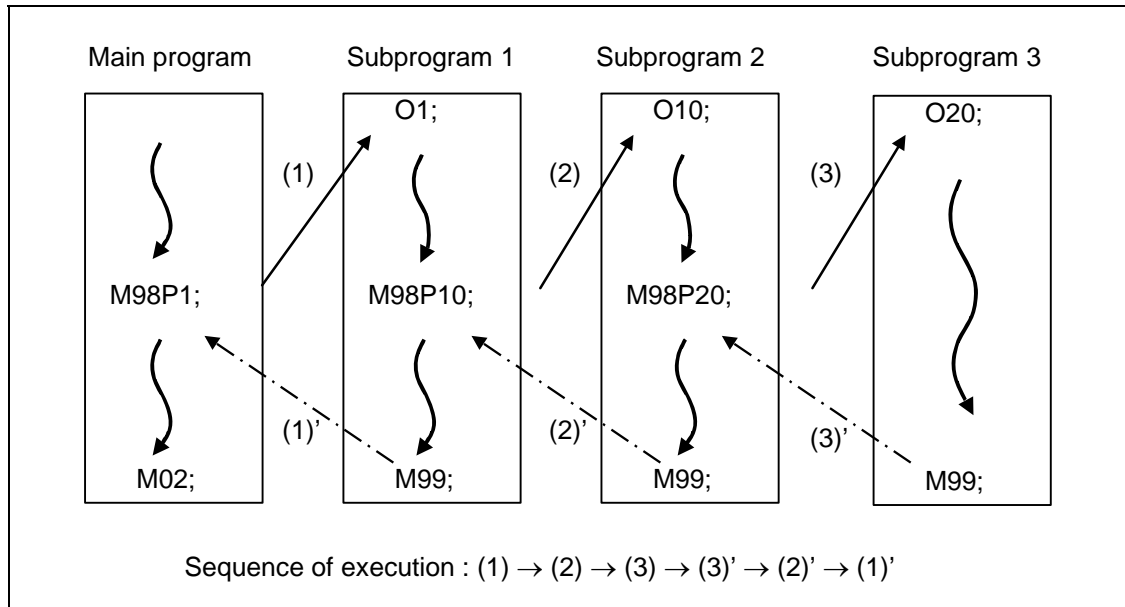 Main program Subprogram 1 Subprogram 2 Subprogram 3
O1; O10; O20;
(1) (2) (3)
M98P1; M98P10; M98P20;
(1)’ (2)’ (3)’
M02; M99; M99; M99;
Sequence of execution : (1) → (2) → (3) → (3)’ → (2)’ → (1)’